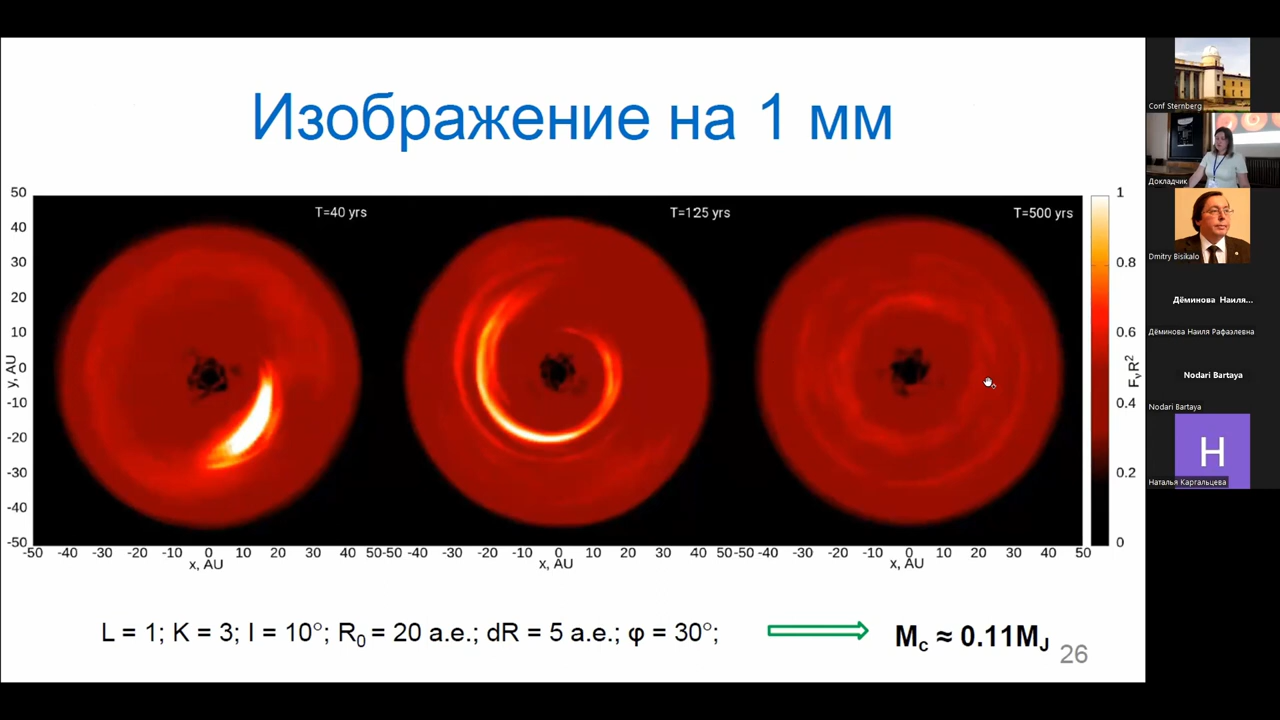 Изображение на 1 мм
T=40 yrs
T=125 yrs
T=500 yrs
50
40
30
20
10
0
-10
-20
-30
-40
-50
y, AU
-50 -40 -30 -20 -10 0 10 20 30 40 50
-50 -40 -30 -20 -10 0 10 20 30 40 50
-50 -40 -30 -20 -10 0 10 20 30 40 50
x, AU
x, AU
x, AU
1
0.8
0.6
0.4
0.2
0
FνR²
L = 1; K = 3; I = 10°; R₀ = 20 а.е.; dR = 5 а.е.; φ = 30°;
Mc ≈ 0.11MJ
26
Conf Sternberg
Докладчик
Dmitry Bisikalo
Дёминова Наиля...
Дёминова Наиля Рафаэлевна
Nodari Bartaya
Nodari Bartaya
Н
Наталья Каргальцева